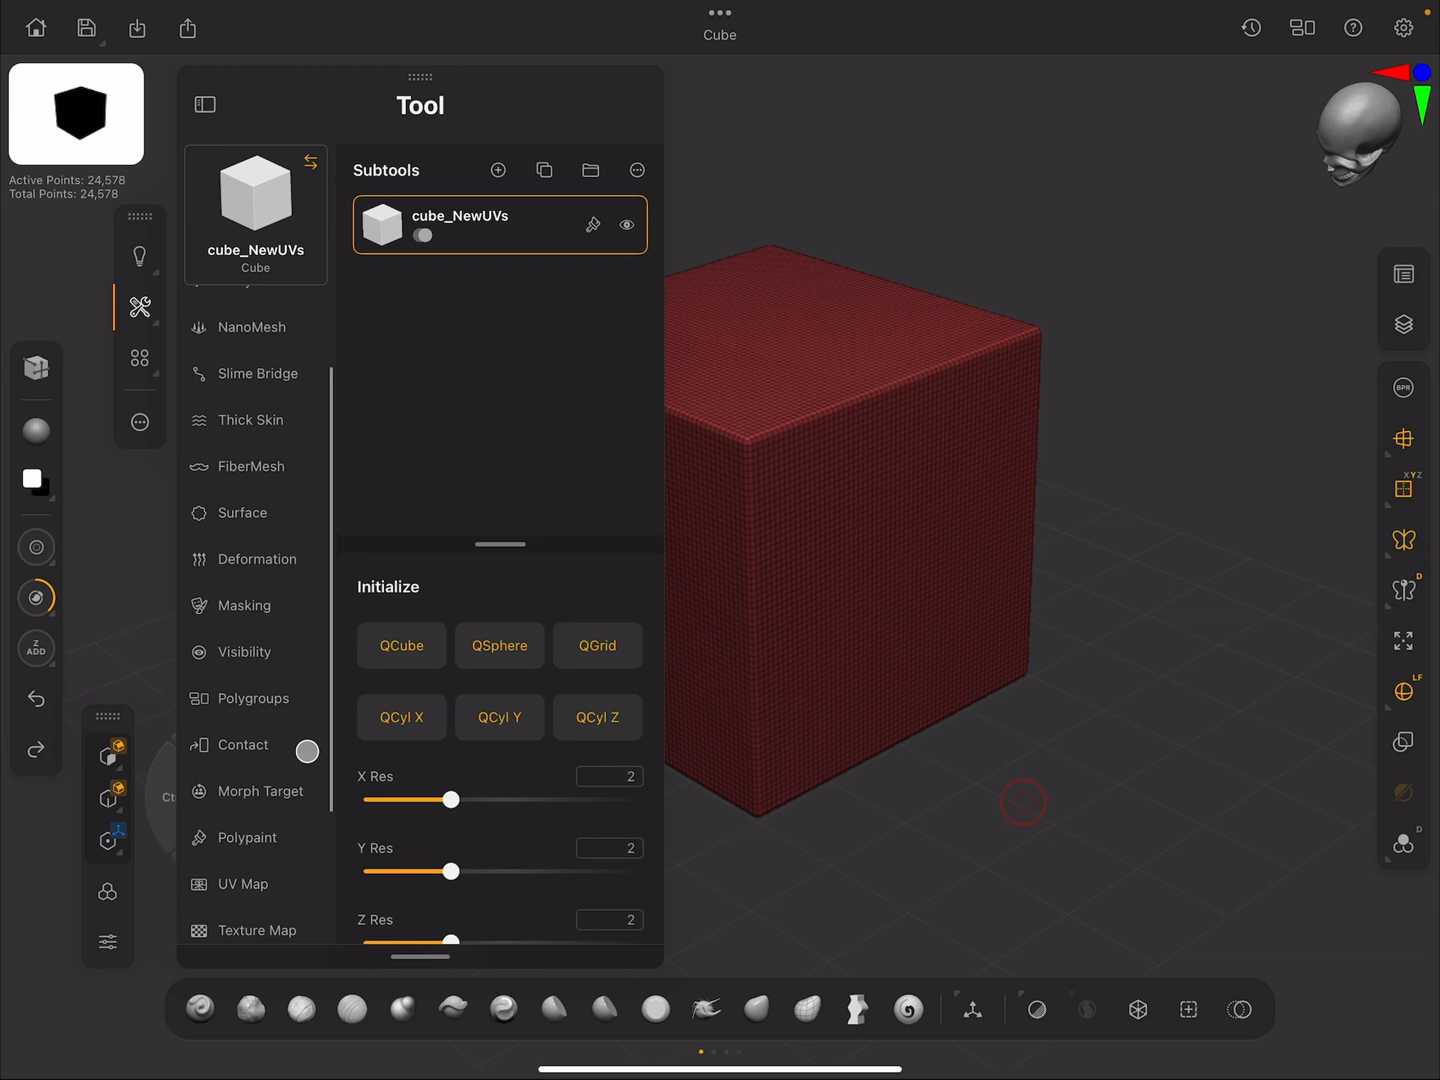 Cube
Active Points: 24,578
Total Points: 24,578
Tool
cube_NewUVs
Cube
Subtools
cube_NewUVs
NanoMesh
Slime Bridge
Thick Skin
FiberMesh
Surface
Deformation
Masking
Visibility
Polygroups
Contact
Morph Target
Polypaint
UV Map
Texture Map
Initialize
QCube
QSphere
QGrid
QCyl X
QCyl Y
QCyl Z
X Res
2
Y Res
2
Z Res
2
Z
ADD
BPR
XYZ
D
LF
D